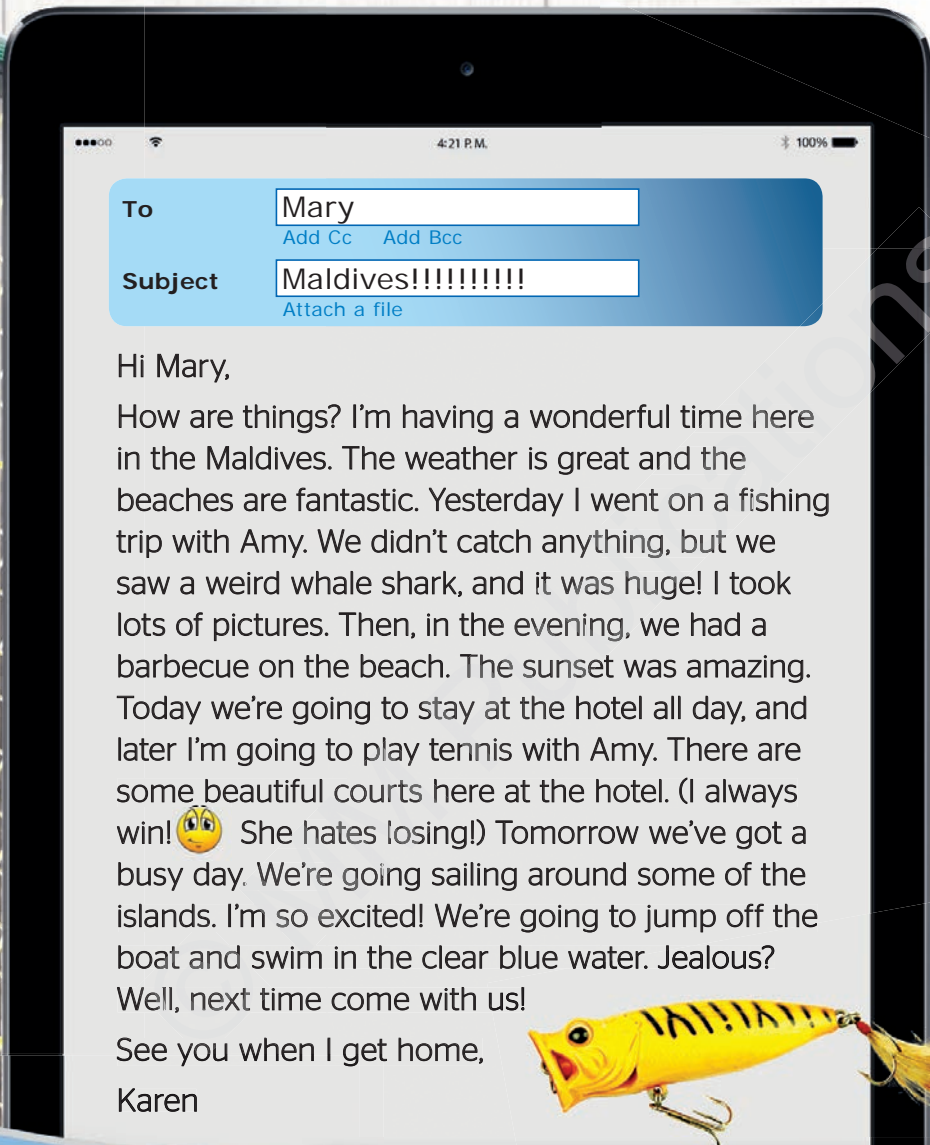 4:21 P.M.
100%
To
Mary
Add Cc Add Bcc
Subject
Maldives!!!!!!!!!!
Attach a file
Hi Mary,
How are things? I'm having a wonderful time here
in the Maldives. The weather is great and the
beaches are fantastic. Yesterday I went on a fishing
trip with Amy. We didn't catch anything, but we
saw a weird whale shark, and it was huge! I took
lots of pictures. Then, in the evening, we had a
barbecue on the beach. The sunset was amazing.
Today we're going to stay at the hotel all day, and
later I'm going to play tennis with Amy. There are
some beautiful courts here at the hotel. (I always
win! She hates losing!) Tomorrow we've got a
busy day. We're going sailing around some of the
islands. I'm so excited! We're going to jump off the
boat and swim in the clear blue water. Jealous?
Well, next time come with us!
See you when I get home,
Karen